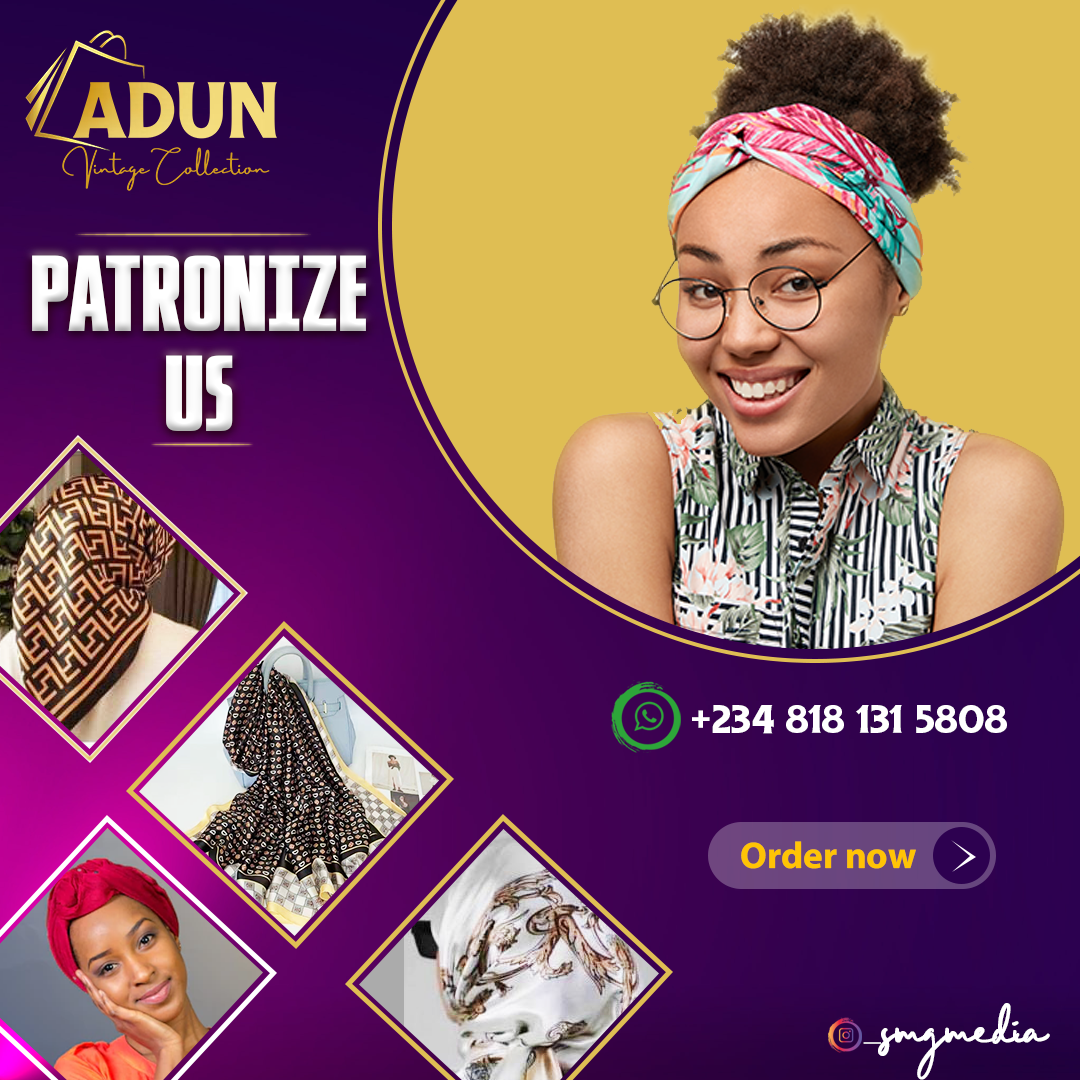 ADUN
Vintage Collection
PATRONIZE
US
+234 818 131 5808
Order now
_smgmedia